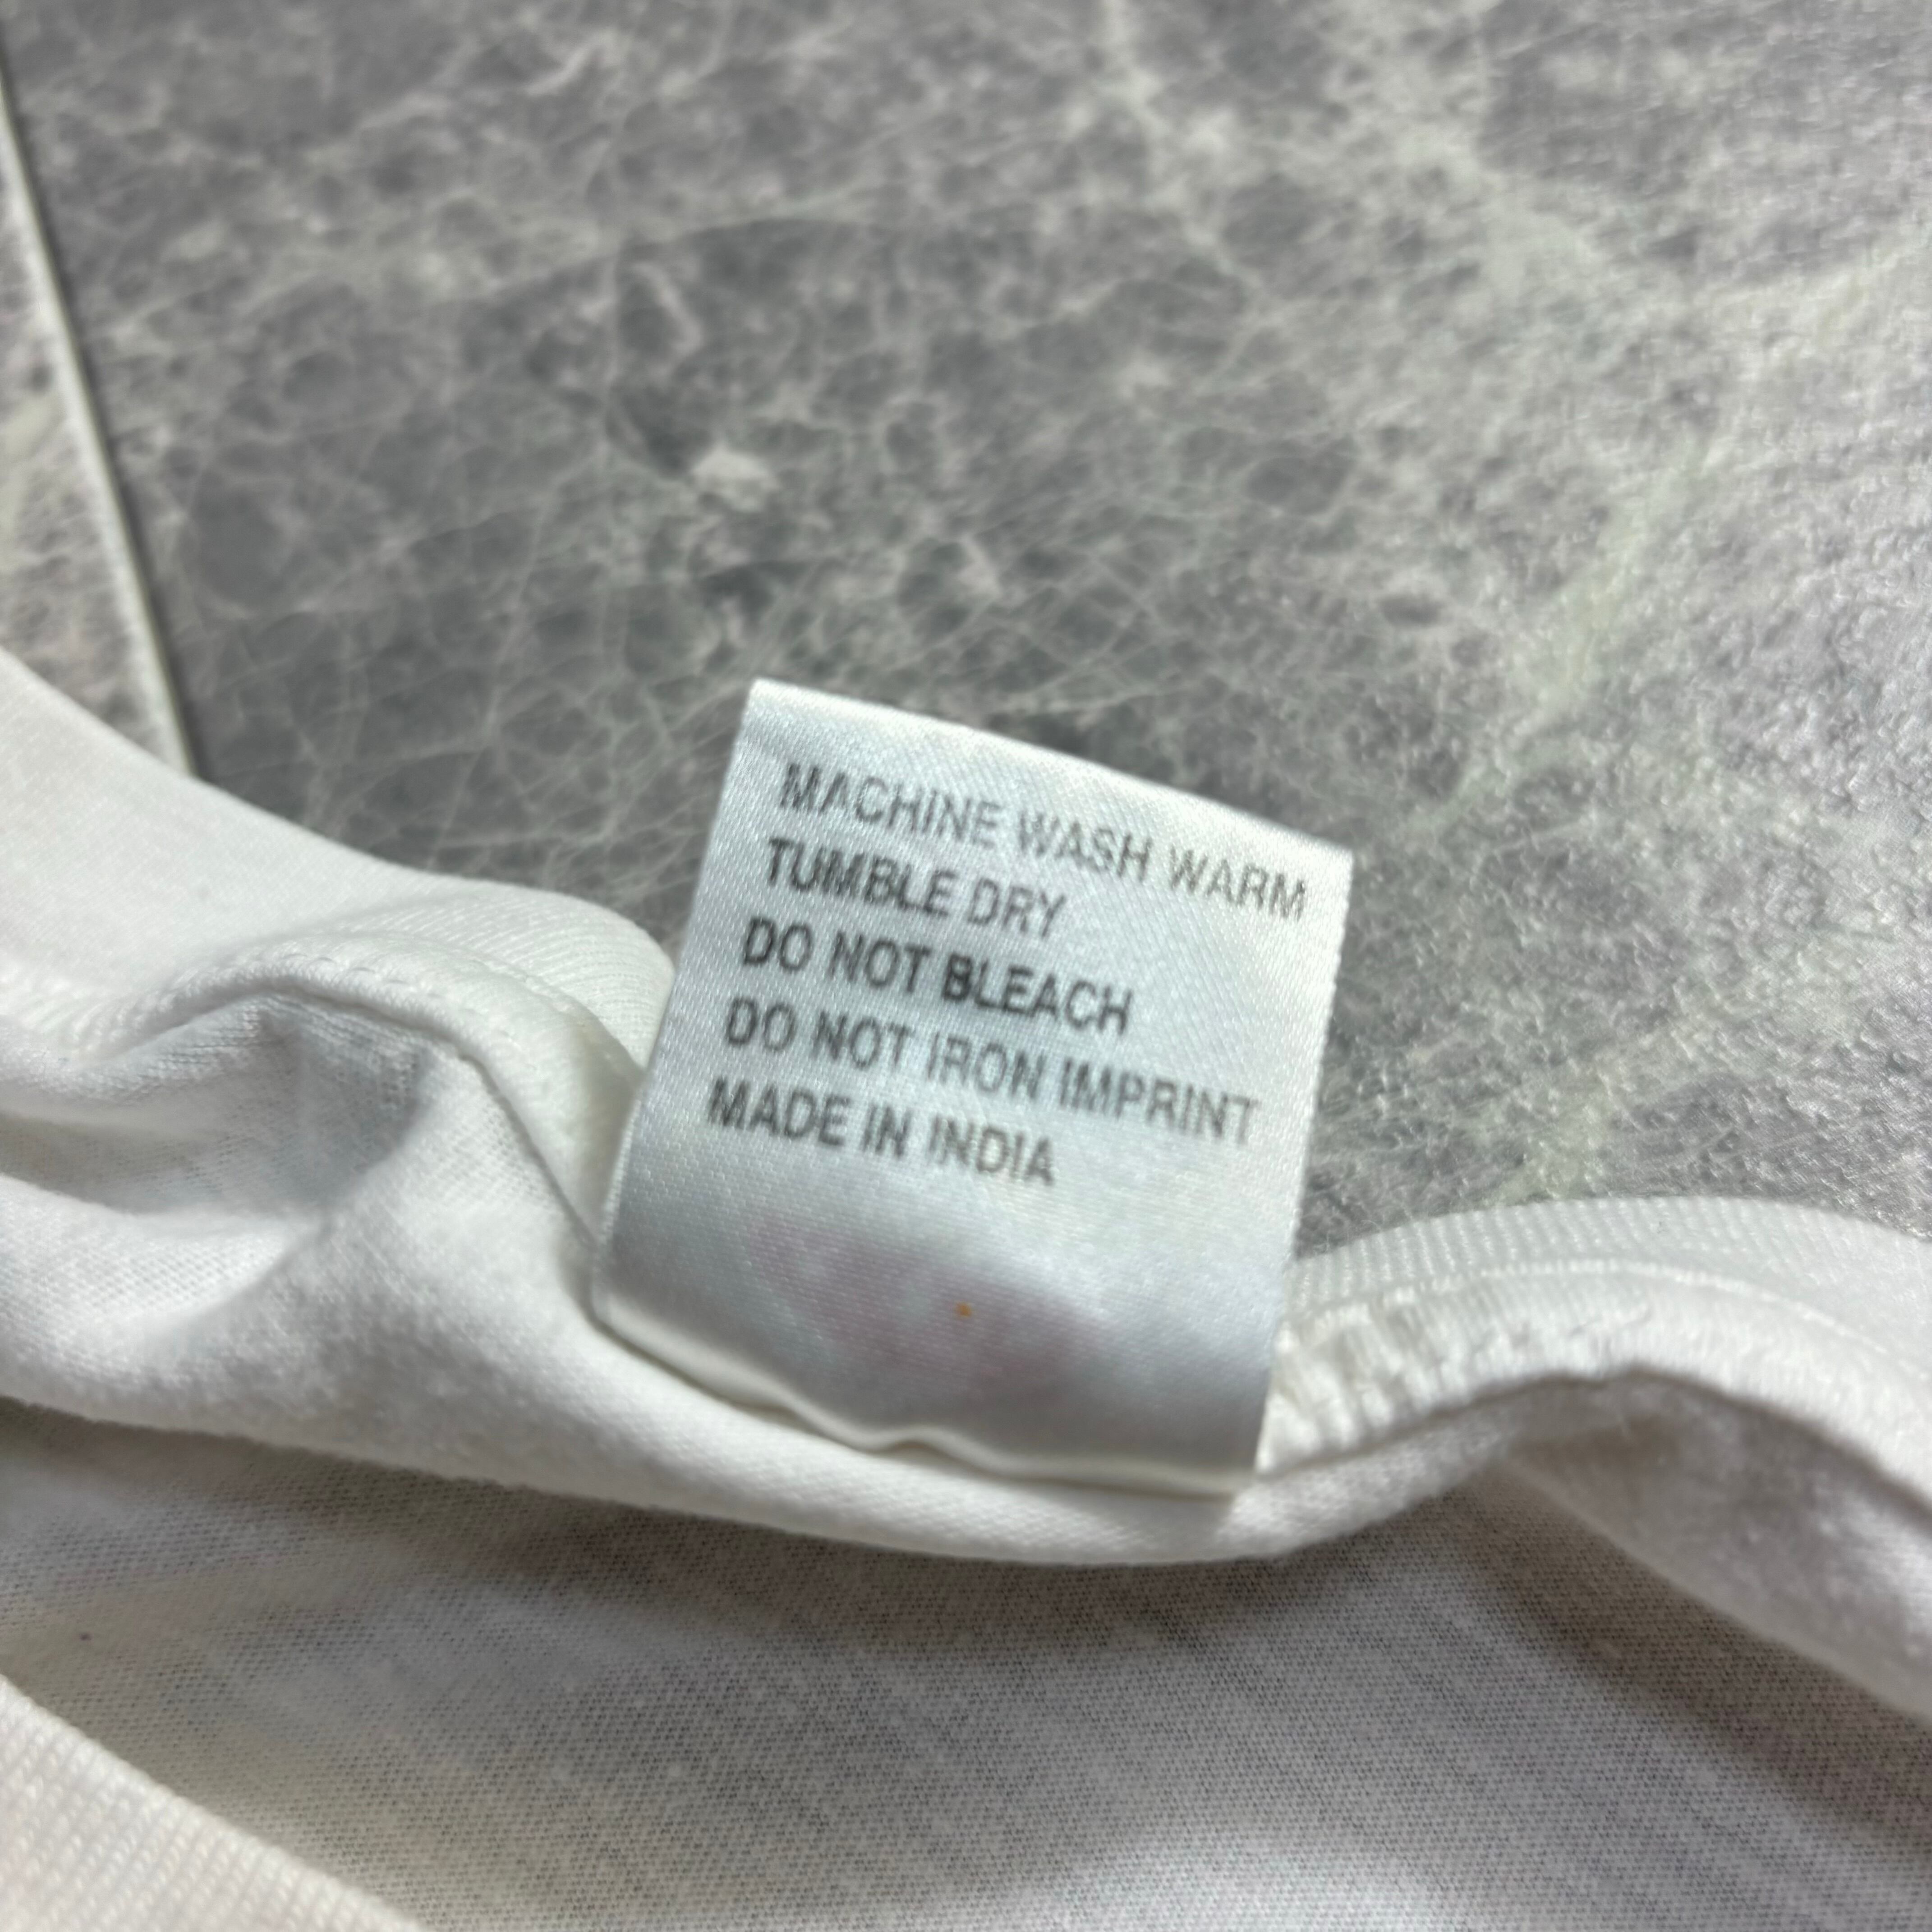 MACHINE WASH WARM
TUMBLE DRY
DO NOT BLEACH
DO NOT IRON IMPRINT
MADE IN INDIA